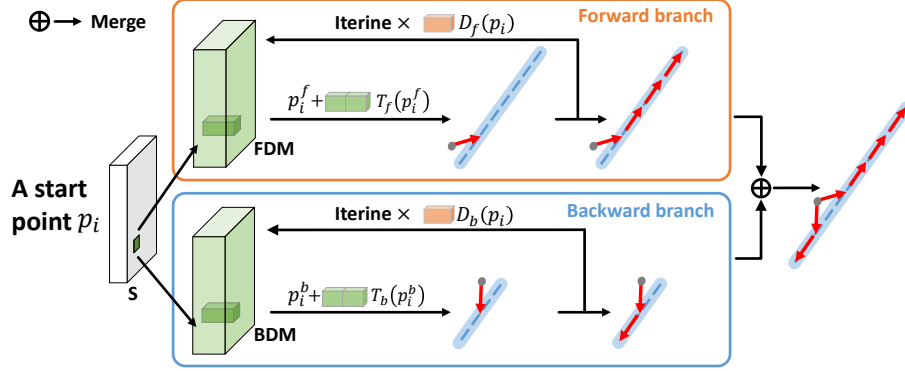 ⊕→ Merge
Forward branch
Iterine × D_f(p_i)
p_i^f + T_f(p_i^f)
FDM
A start
point p_i
S
Backward branch
Iterine × D_b(p_i)
p_i^b + T_b(p_i^b)
BDM
⊕